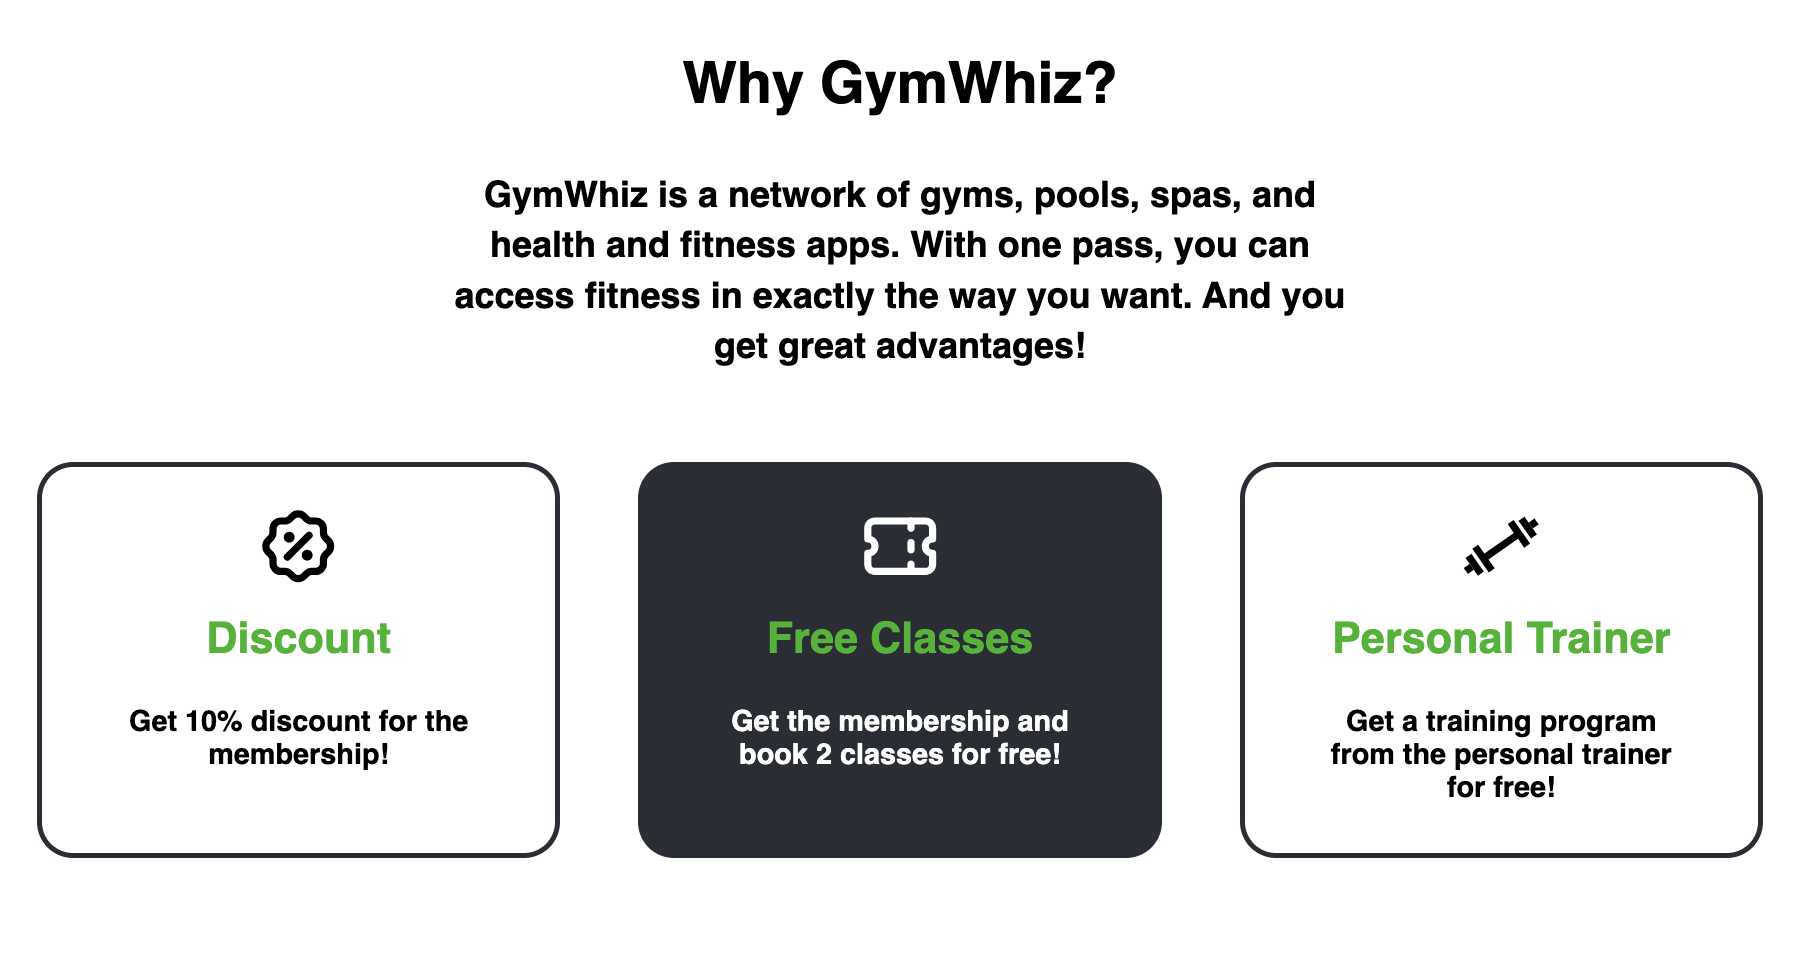 Why GymWhiz?
GymWhiz is a network of gyms, pools, spas, and
health and fitness apps. With one pass, you can
access fitness in exactly the way you want. And you
get great advantages!
Discount
Get 10% discount for the
membership!
Free Classes
Get the membership and
book 2 classes for free!
Personal Trainer
Get a training program
from the personal trainer
for free!